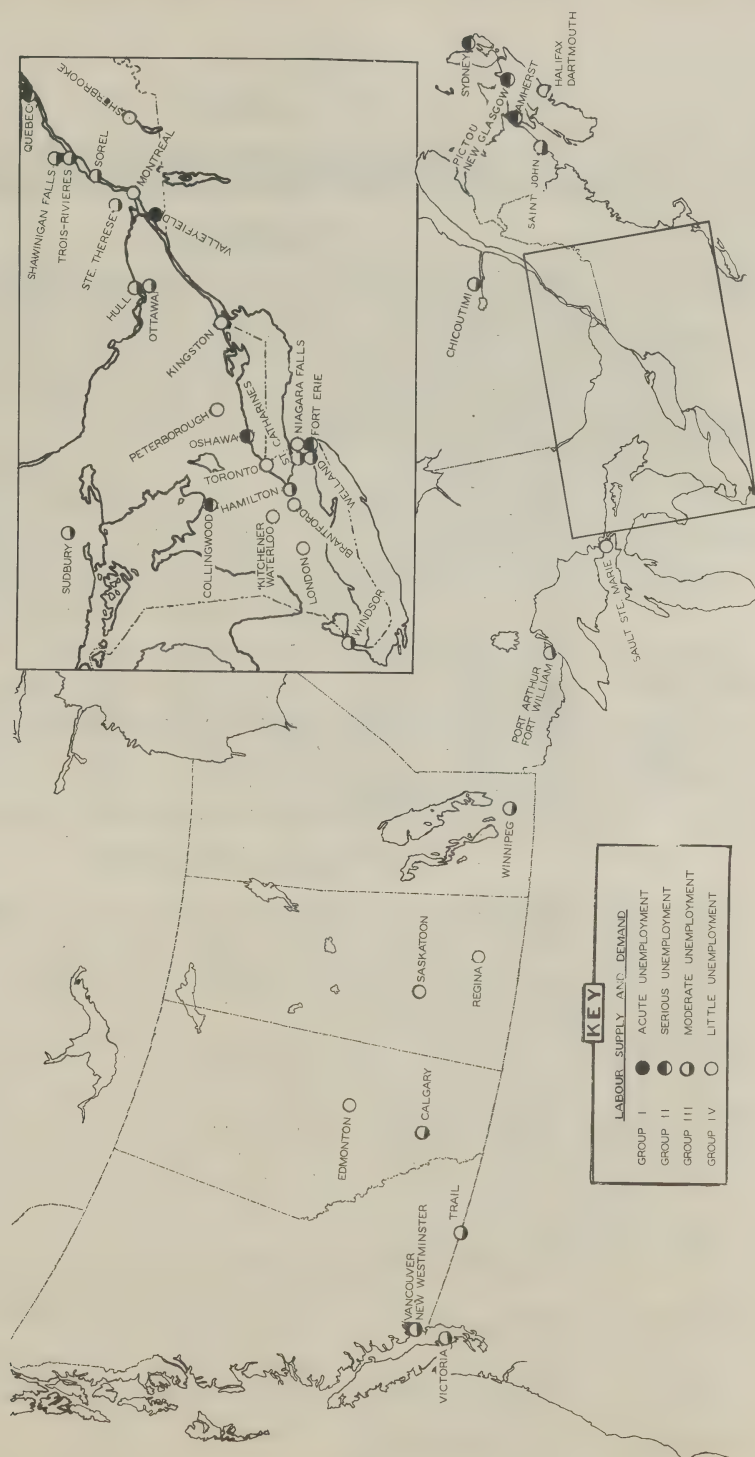 QUEBEC
SHAWINIGAN FALLS
TROIS-RIVIERES
SOREL
SHERBROOKE
MONTREAL
STE. THERESE
VALLEYFIELD
HULL
OTTAWA
KINGSTON
PETERBOROUGH
OSHAWA
TORONTO
HAMILTON
ST. CATHARINES
NIAGARA FALLS
FORT ERIE
WELLAND
BRANTFORD
SUDBURY
COLLINGWOOD
KITCHENER
WATERLOO
LONDON
WINDSOR
SYDNEY
PICTOU
NEW GLASGOW
AMHERST
HALIFAX
DARTMOUTH
SAINT JOHN
CHICOUTIMI
SAULT STE. MARIE
PORT ARTHUR
FORT WILLIAM
WINNIPEG
SASKATOON
REGINA
EDMONTON
CALGARY
TRAIL
VANCOUVER
NEW WESTMINSTER
VICTORIA
KEY
LABOUR SUPPLY AND DEMAND
GROUP I ACUTE UNEMPLOYMENT
GROUP II SERIOUS UNEMPLOYMENT
GROUP III MODERATE UNEMPLOYMENT
GROUP IV LITTLE UNEMPLOYMENT